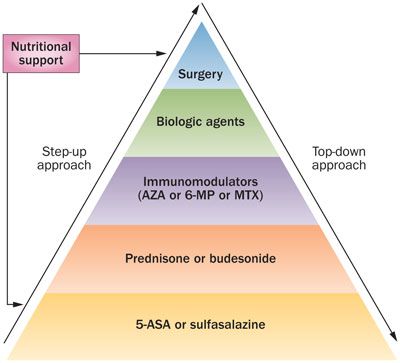 Nutritional
support
Surgery
Biologic agents
Step-up
approach
Top-down
approach
Immunomodulators
(AZA or 6-MP or MTX)
Prednisone or budesonide
5-ASA or sulfasalazine